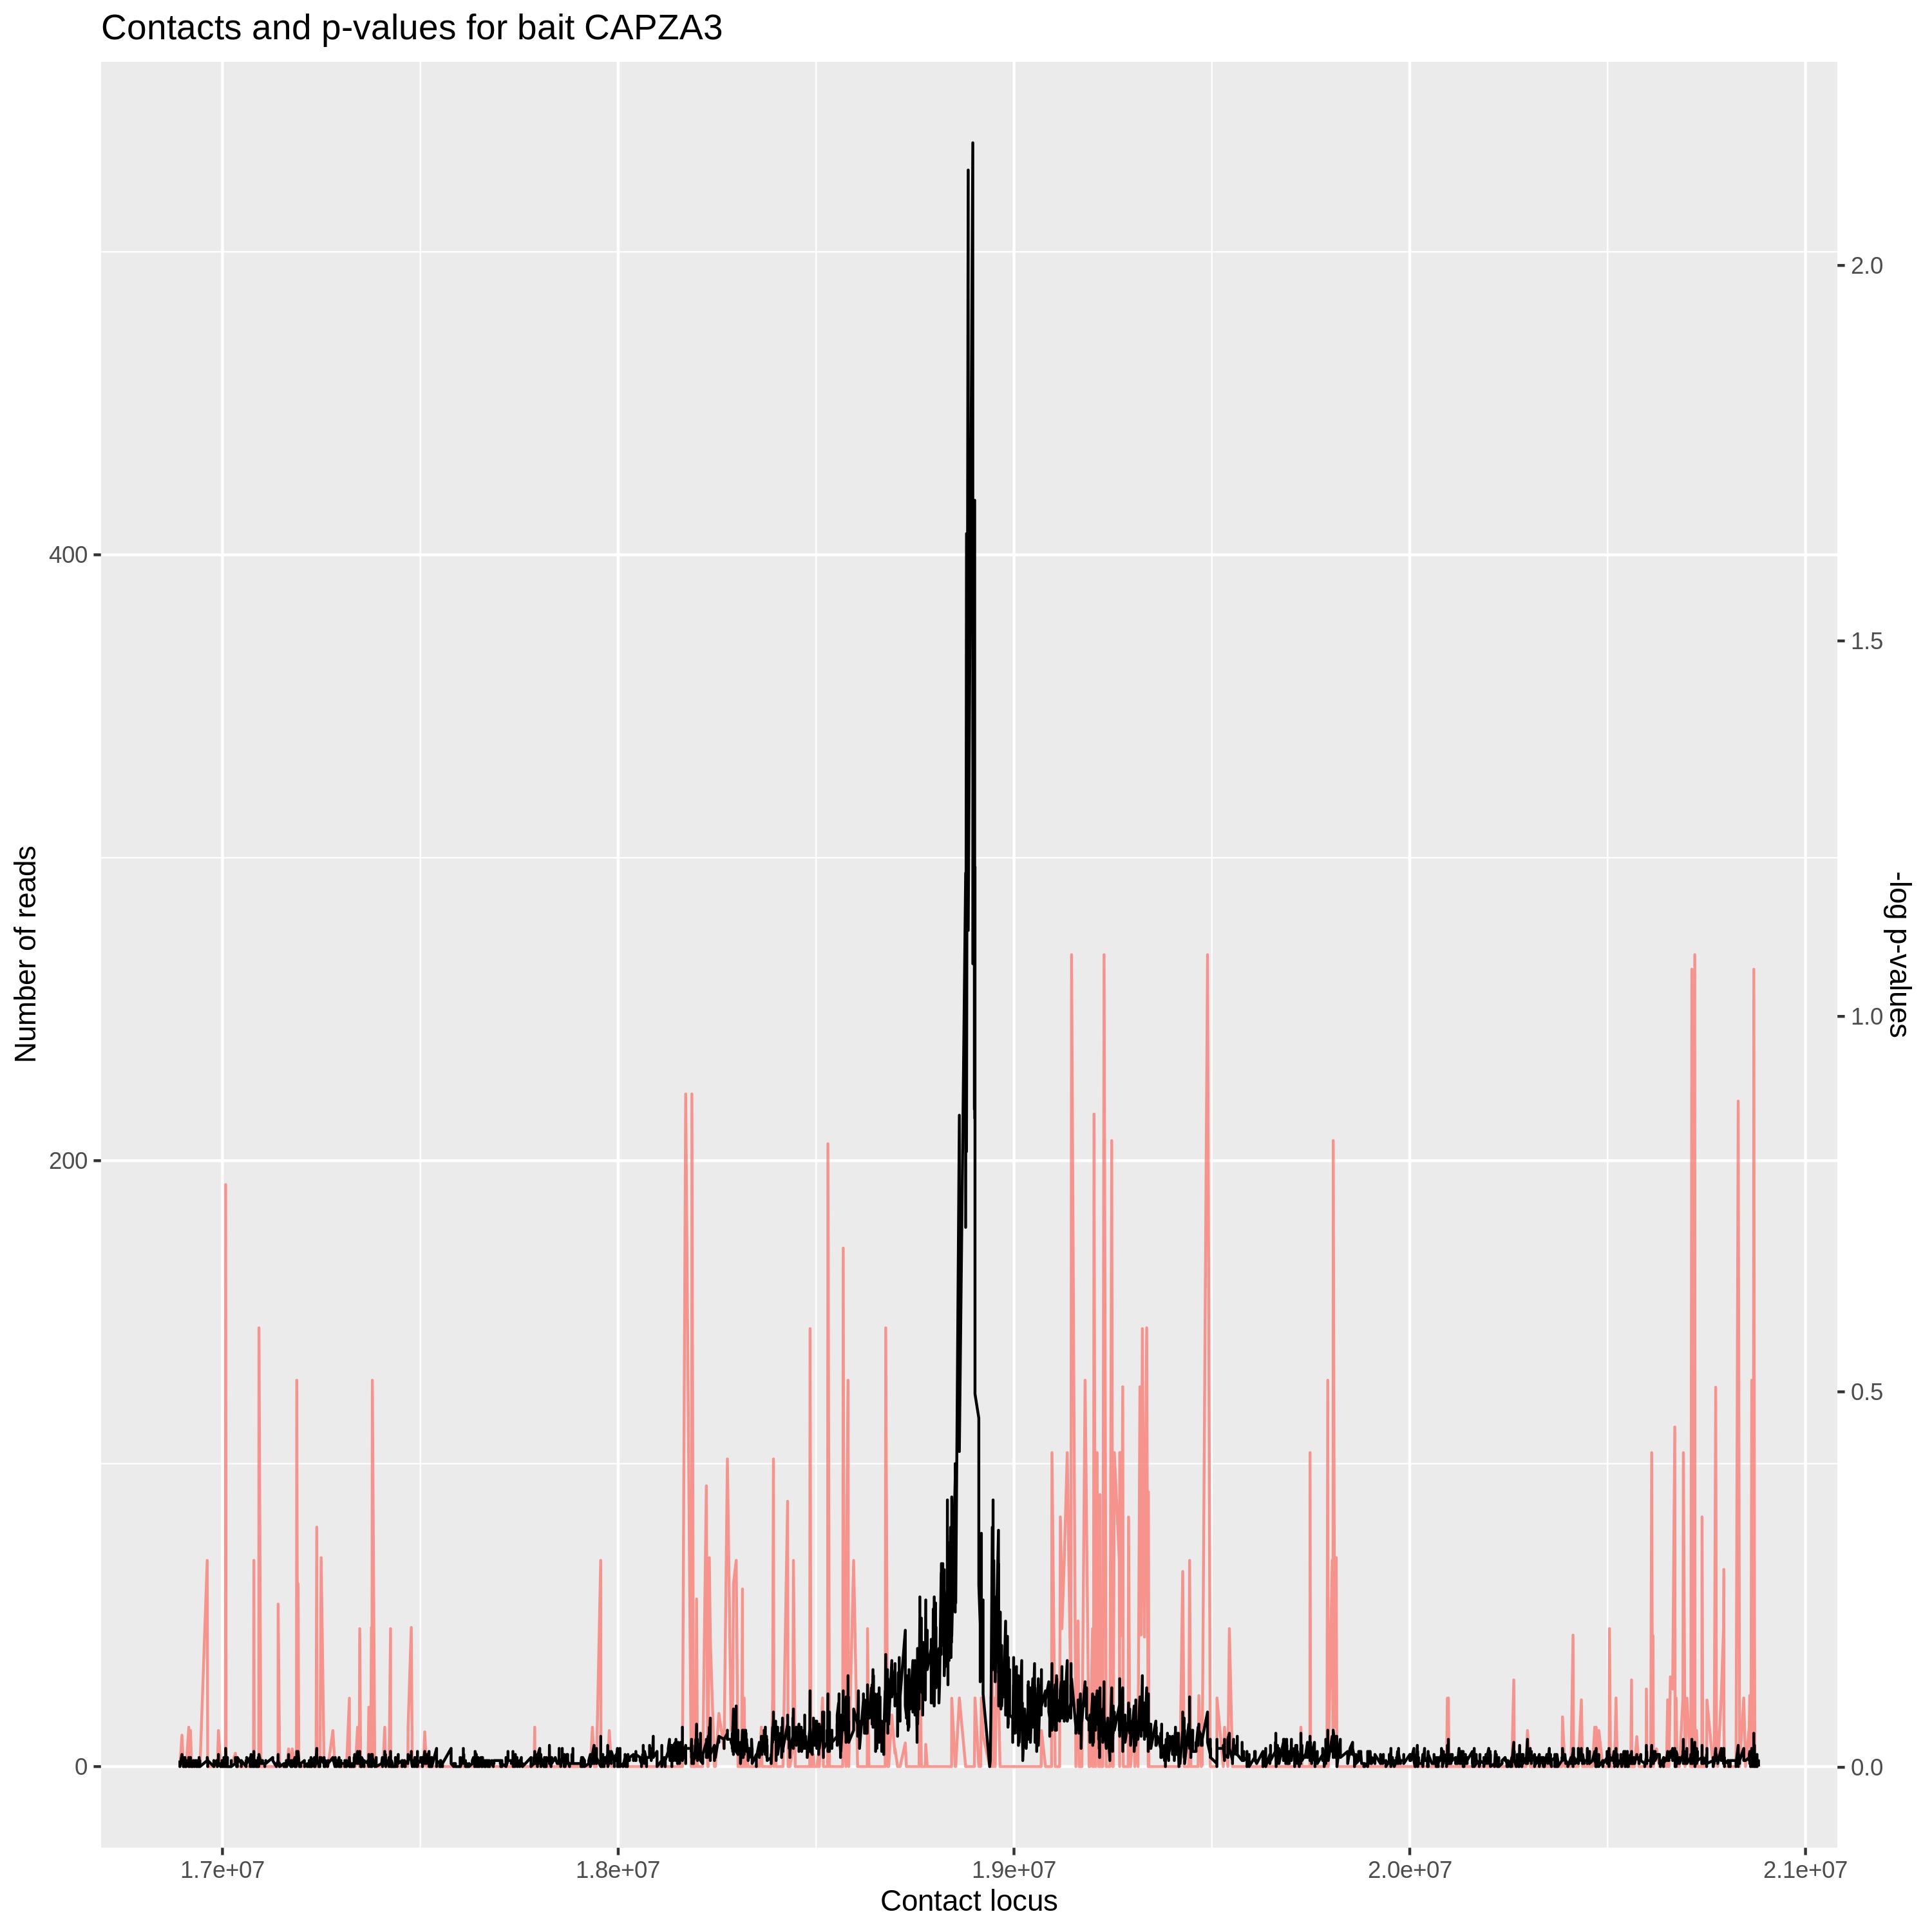 Contacts and p-values for bait CAPZA3
Number of reads
400
200
0
2.0
1.5
1.0
0.5
0.0
-log p-values
1.7e+07
1.8e+07
1.9e+07
2.0e+07
2.1e+07
Contact locus